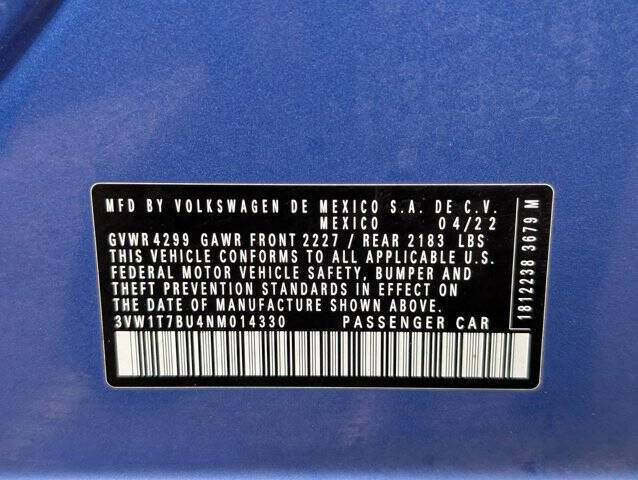 MFD BY VOLKSWAGEN DE MEXICO S.A. DE C.V.
MEXICO 04/22
GVWR 4299 GAWR FRONT 2227 / REAR 2183 LBS
THIS VEHICLE CONFORMS TO ALL APPLICABLE U.S.
FEDERAL MOTOR VEHICLE SAFETY, BUMPER AND
THEFT PREVENTION STANDARDS IN EFFECT ON
THE DATE OF MANUFACTURE SHOWN ABOVE.
3VW1T7BU4NM014330 PASSENGER CAR
1812238 3679 M